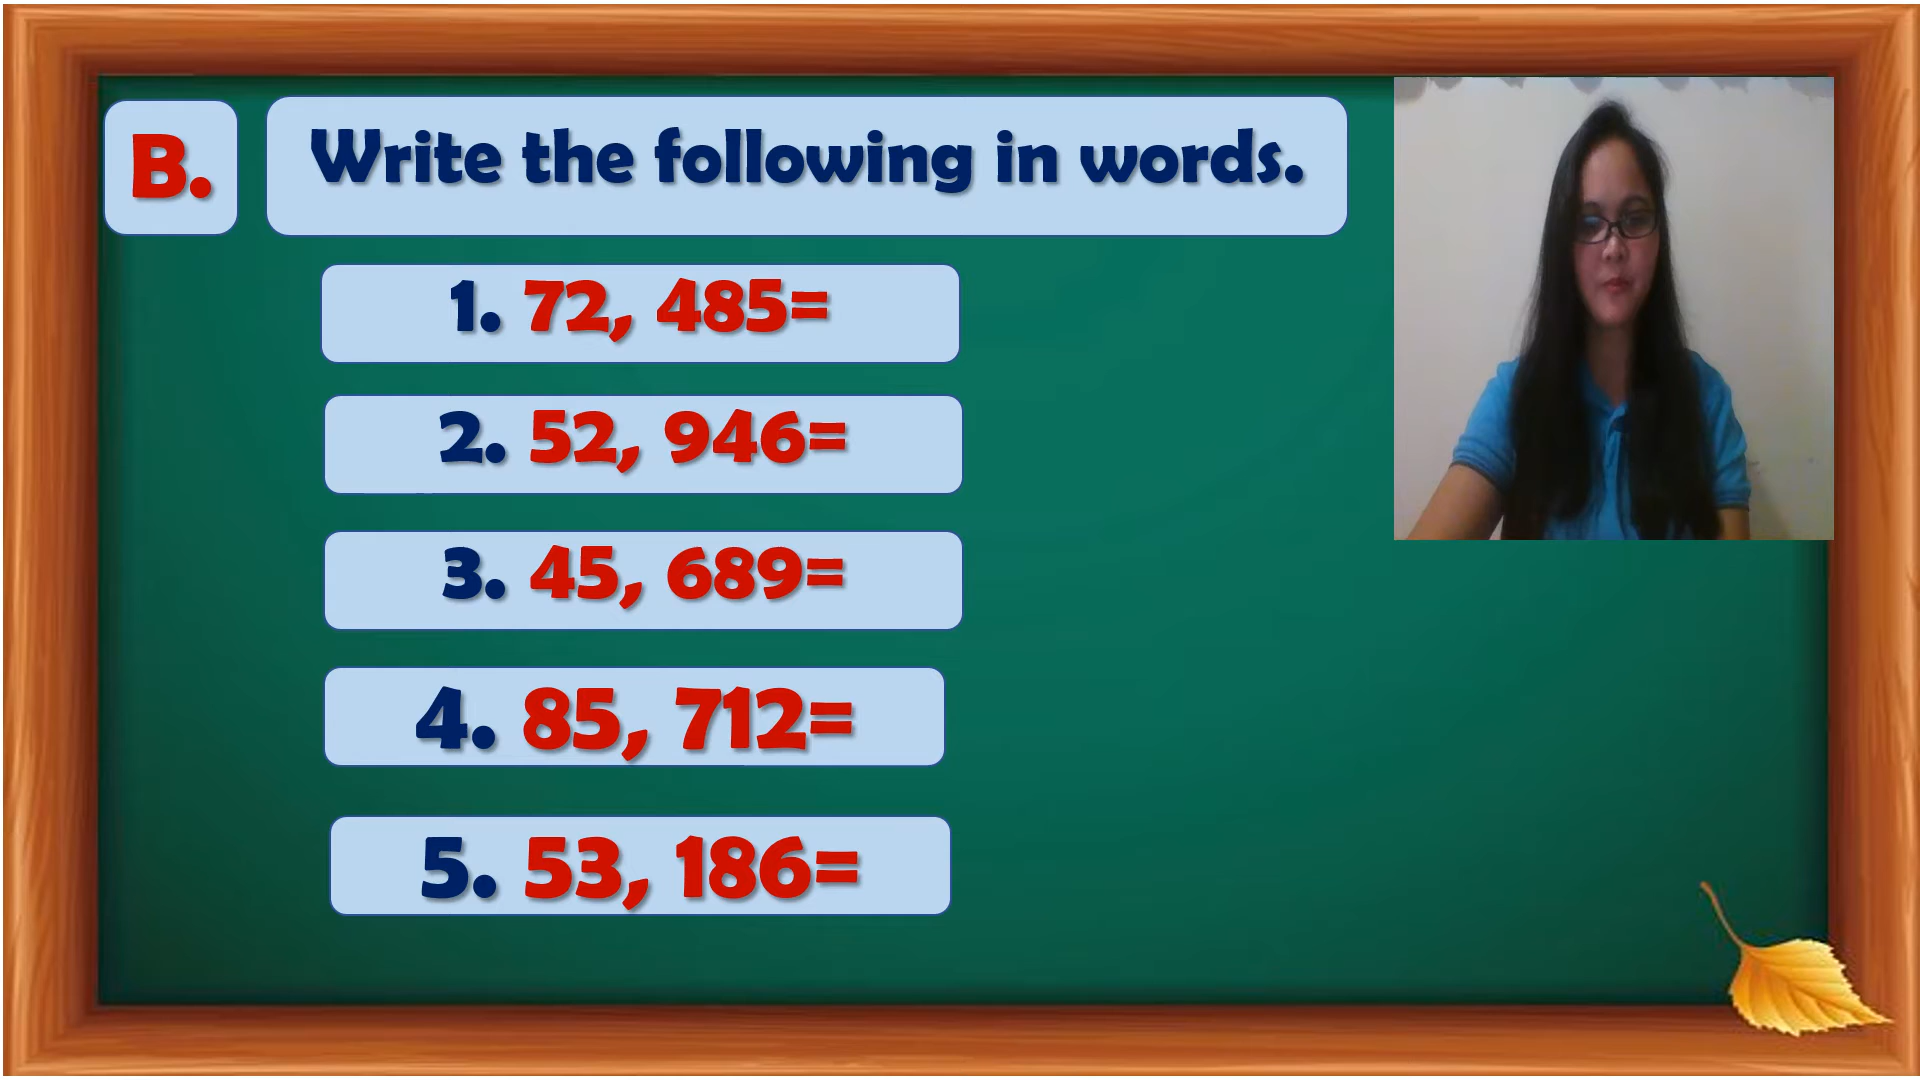 B.
Write the following in words.
1. 72, 485=
2. 52, 946=
3. 45, 689=
4. 85, 712=
5. 53, 186=